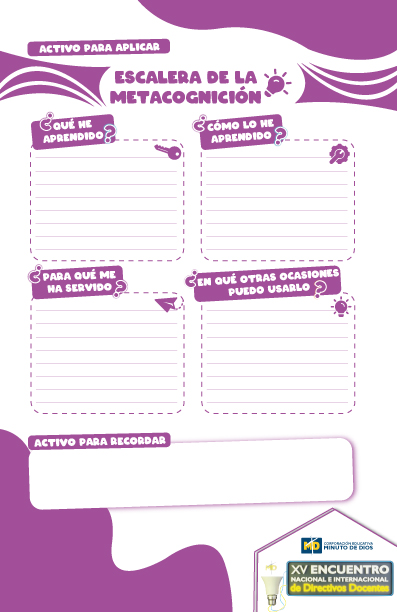 ACTIVO PARA APLICAR
ESCALERA DE LA
METACOGNICIÓN
¿QUÉ HE
APRENDIDO?
¿CÓMO LO HE
APRENDIDO?
¿PARA QUÉ ME
HA SERVIDO?
¿EN QUÉ OTRAS OCASIONES
PUEDO USARLO?
ACTIVO PARA RECORDAR
MD
CORPORACIÓN EDUCATIVA
MINUTO DE DIOS
XV ENCUENTRO
NACIONAL E INTERNACIONAL
de Directivos Docentes